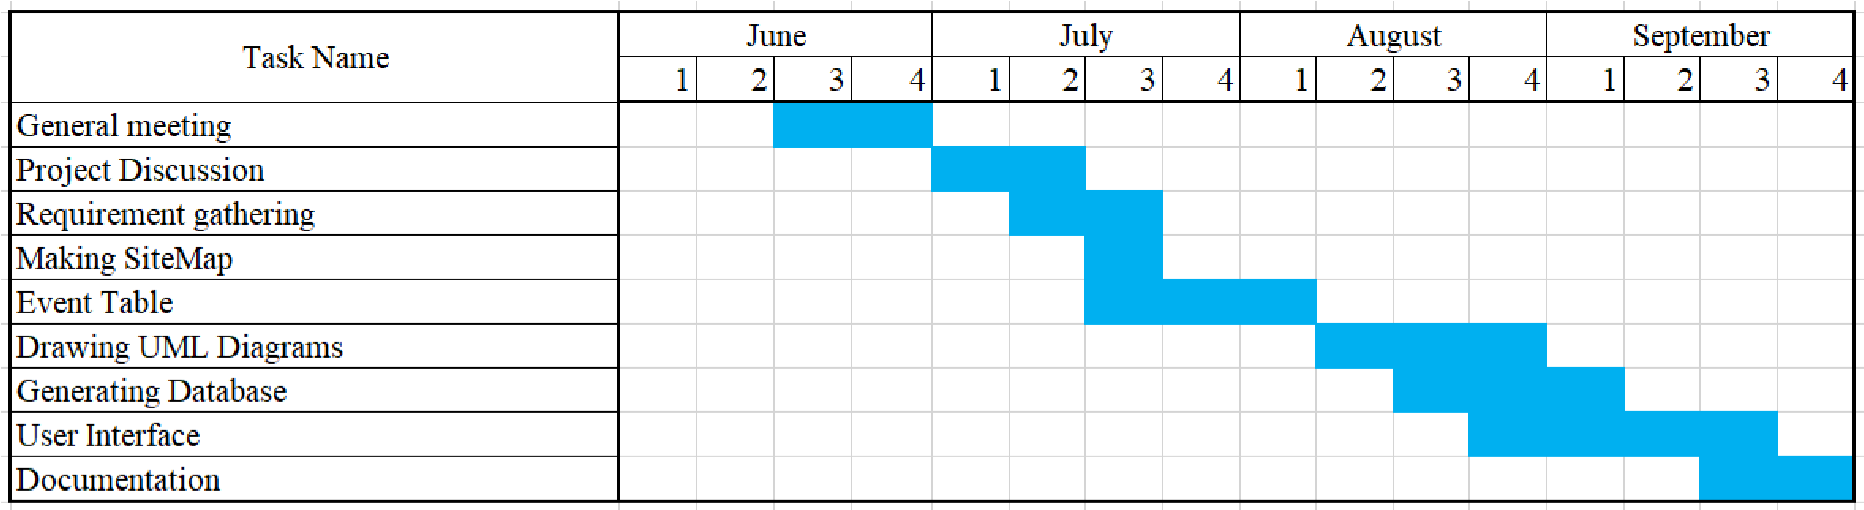 Task Name June July August September
1 2 3 4 1 2 3 4 1 2 3 4 1 2 3 4
General meeting
Project Discussion
Requirement gathering
Making SiteMap
Event Table
Drawing UML Diagrams
Generating Database
User Interface
Documentation